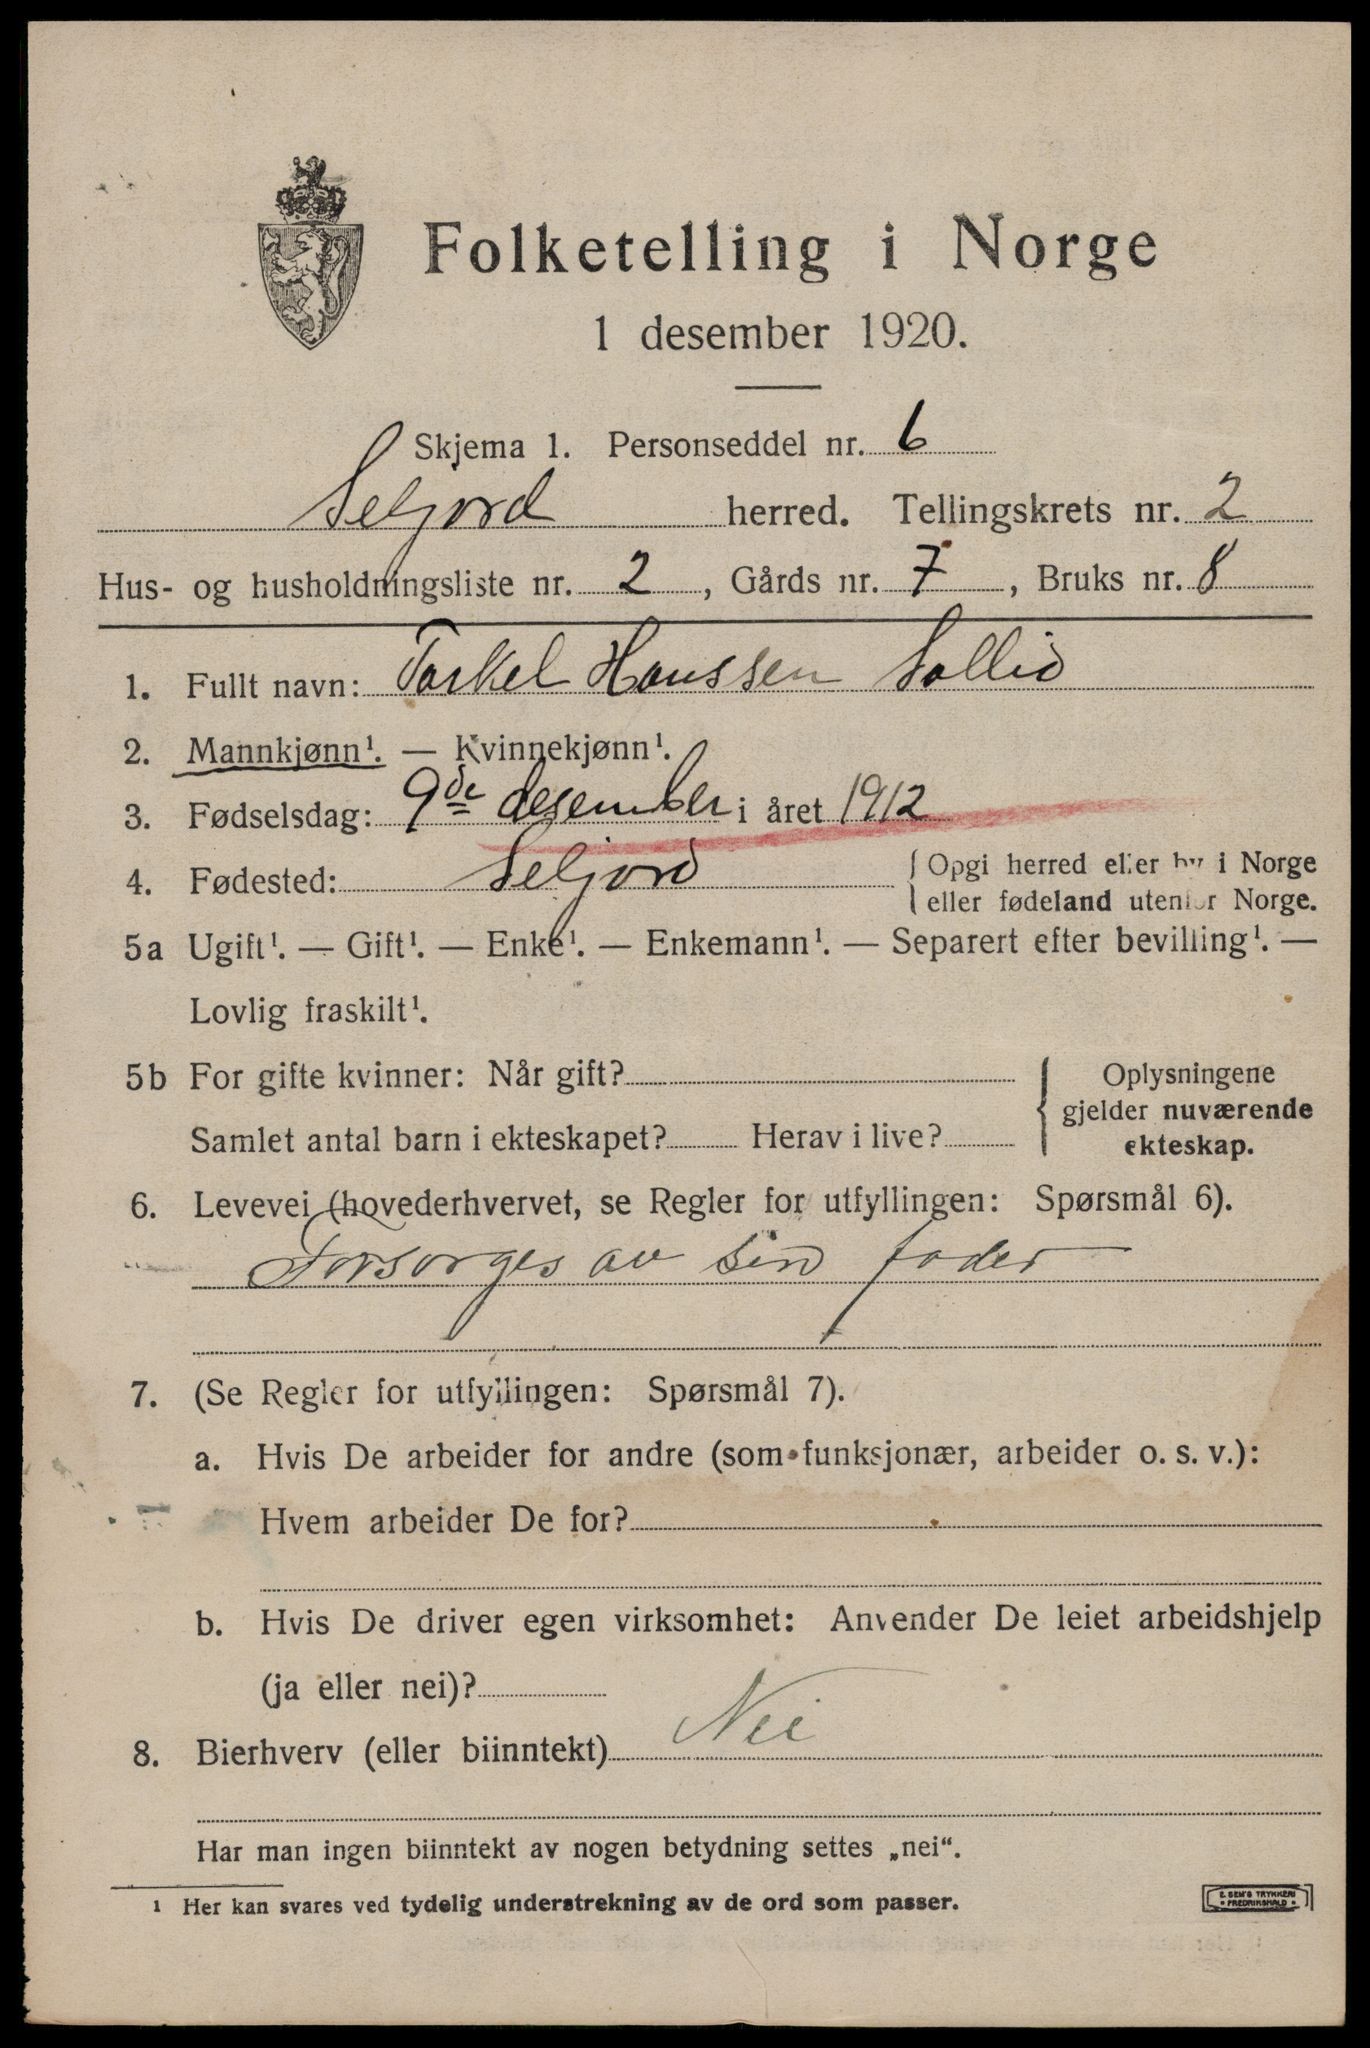 Folketelling i Norge
1 desember 1920.
Skjema 1. Personseddel nr. 6
Seljord herred. Tellingskrets nr. 2
Hus- og husholdningsliste nr. 2, Gårds nr. 7, Bruks nr. 8
1. Fullt navn: Torkel Hanssen Sollid
2. Mannkjønn¹. — Kvinnekjønn¹.
3. Fødselsdag: 9de desember i året 1912
4. Fødested: Seljord { Opgi herred eller by i Norge
eller fødeland utenfor Norge.
5a Ugift¹. — Gift¹. — Enke¹. — Enkemann¹. — Separert efter bevilling¹. —
Lovlig fraskilt¹.
5b For gifte kvinner: Når gift? { Oplysningene
gjelder nuværende
Samlet antal barn i ekteskapet? Herav i live? ekteskap.
6. Levevei (hovederhvervet, se Regler for utfyllingen: Spørsmål 6).
Forsorges av sin fader
7. (Se Regler for utfyllingen: Spørsmål 7).
a. Hvis De arbeider for andre (som funksjonær, arbeider o. s. v.):
Hvem arbeider De for?
b. Hvis De driver egen virksomhet: Anvender De leiet arbeidshjelp
(ja eller nei)?
8. Bierhverv (eller biinntekt) Nei
Har man ingen biinntekt av nogen betydning settes „nei“.
¹ Her kan svares ved tydelig understrekning av de ord som passer.
E. SEM'S TRYKKERI
FREDRIKSHALD